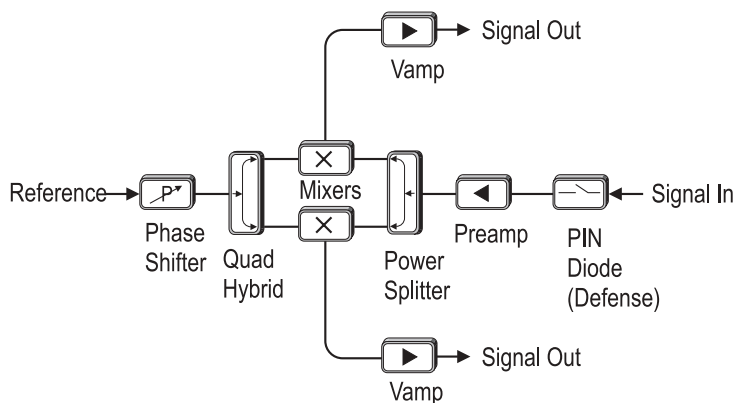 Signal Out
Vamp
Reference
P
Mixers
Signal In
Phase
Shifter
Quad
Hybrid
Power
Splitter
Preamp
PIN
Diode
(Defense)
Signal Out
Vamp